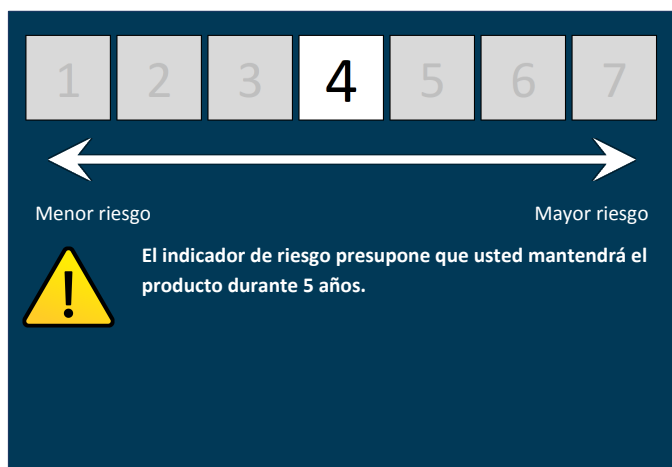 1 2 3 4 5 6 7
Menor riesgo Mayor riesgo
El indicador de riesgo presupone que usted mantendrá el
producto durante 5 años.